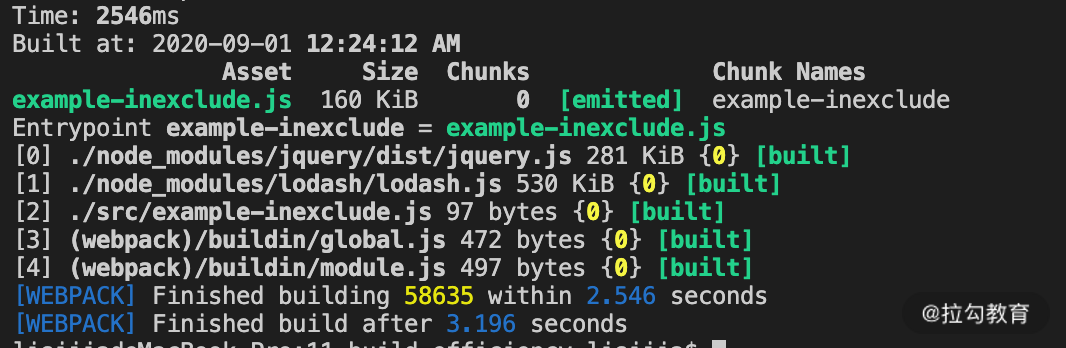 Time: 2546ms
Built at: 2020-09-01 12:24:12 AM
Asset Size Chunks Chunk Names
example-inexclude.js 160 KiB 0 [emitted] example-inexclude
Entrypoint example-inexclude = example-inexclude.js
[0] ./node_modules/jquery/dist/jquery.js 281 KiB {0} [built]
[1] ./node_modules/lodash/lodash.js 530 KiB {0} [built]
[2] ./src/example-inexclude.js 97 bytes {0} [built]
[3] (webpack)/buildin/global.js 472 bytes {0} [built]
[4] (webpack)/buildin/module.js 497 bytes {0} [built]
[WEBPACK] Finished building 58635 within 2.546 seconds
[WEBPACK] Finished build after 3.196 seconds
@拉勾教育